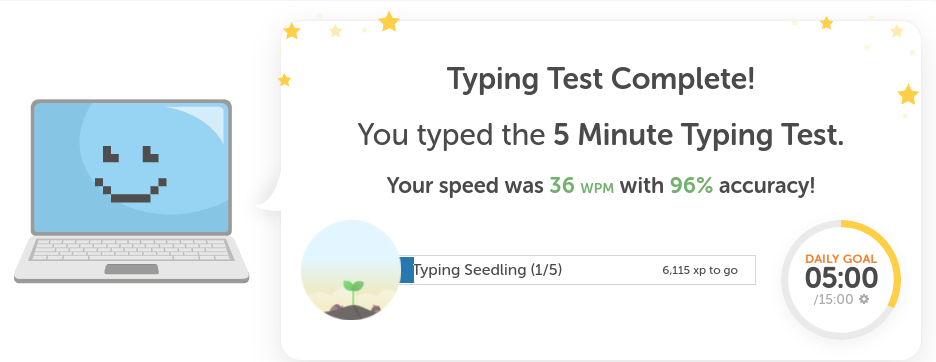 Typing Test Complete!
You typed the 5 Minute Typing Test.
Your speed was 36 WPM with 96% accuracy!
Typing Seedling (1/5) 6,115 xp to go
DAILY GOAL
05:00
/15:00